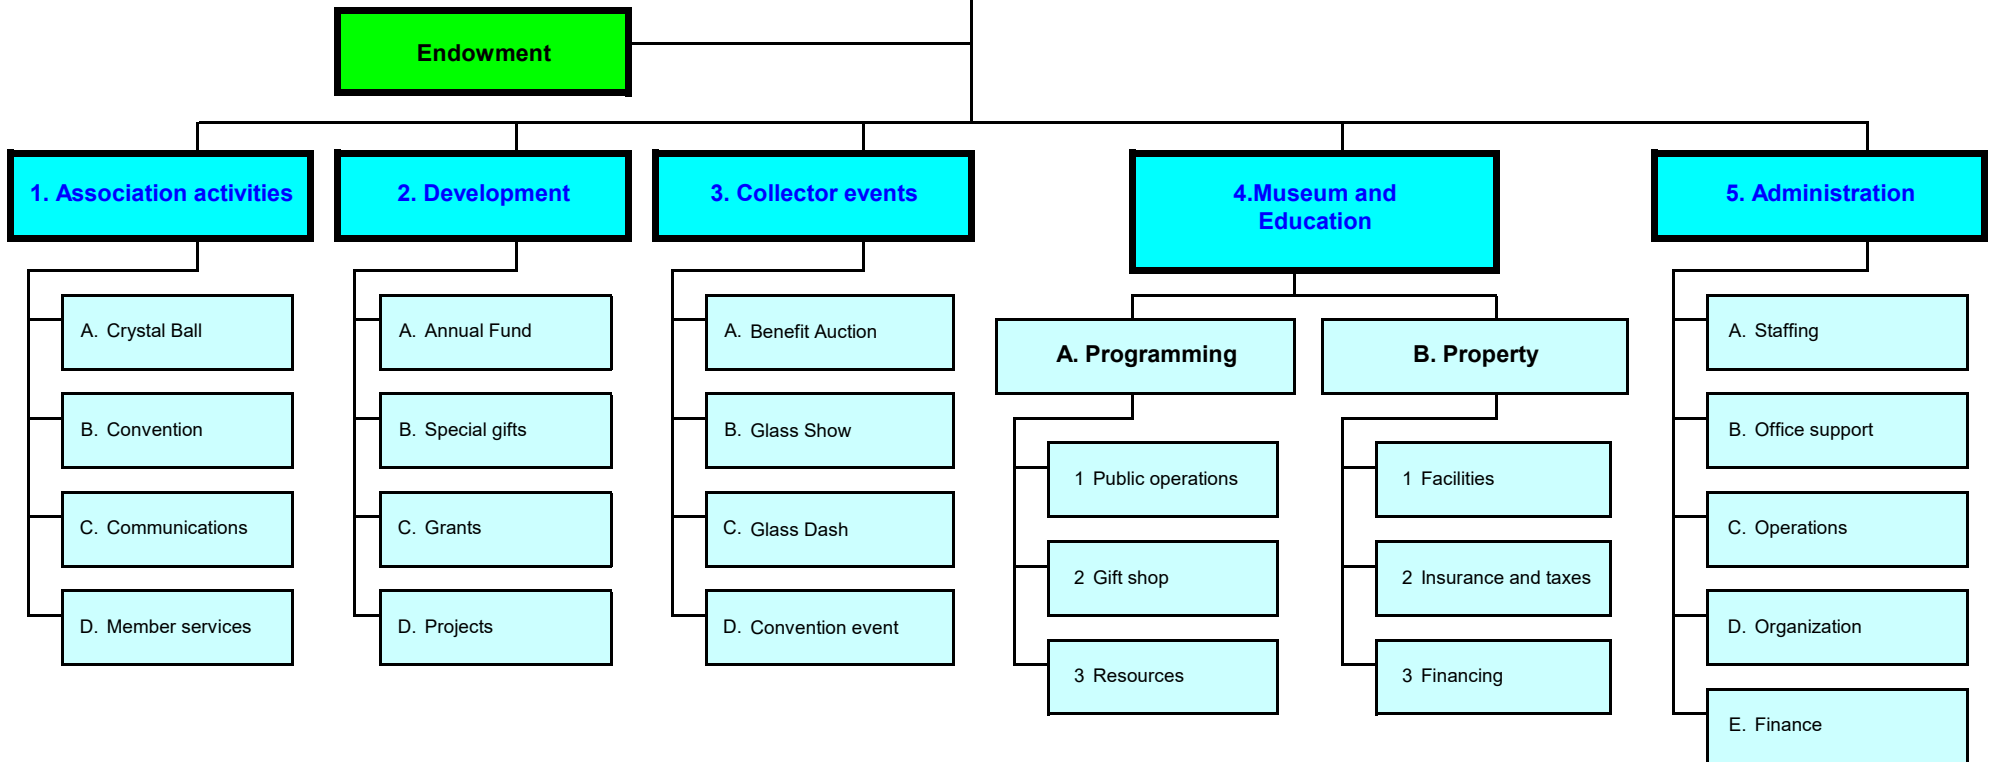 Endowment
1. Association activities
A. Crystal Ball
B. Convention
C. Communications
D. Member services
2. Development
A. Annual Fund
B. Special gifts
C. Grants
D. Projects
3. Collector events
A. Benefit Auction
B. Glass Show
C. Glass Dash
D. Convention event
4.Museum and
Education
A. Programming
1 Public operations
2 Gift shop
3 Resources
B. Property
1 Facilities
2 Insurance and taxes
3 Financing
5. Administration
A. Staffing
B. Office support
C. Operations
D. Organization
E. Finance